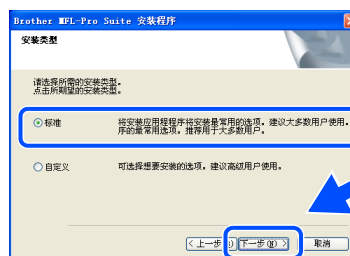 Brother MFL-Pro Suite 安装程序
安装类型
请选择所需的安装类型。
点击所期望的安装类型。
标准
将安装应用程程序将安装最常用的选项。建议大多数用户使用。
序的最常用选项。推荐用于大多数用户。
自定义
可选择想要安装的选项。建议高级用户使用。
< 上一步
下一步(N) >
取消